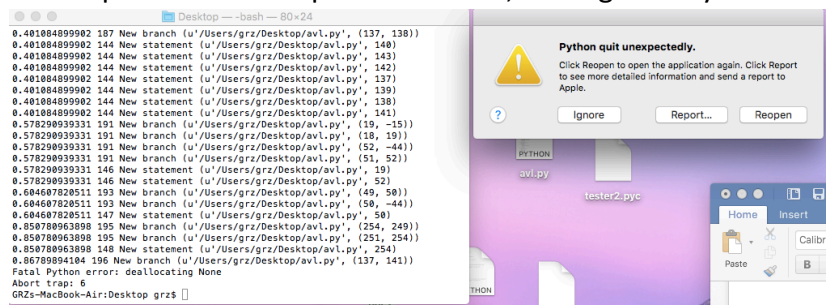 Desktop — -bash — 80×24
0.401084899902 187 New branch (u'/Users/grz/Desktop/avl.py', (137, 138))
0.401084899902 144 New statement (u'/Users/grz/Desktop/avl.py', 140)
0.401084899902 144 New statement (u'/Users/grz/Desktop/avl.py', 143)
0.401084899902 144 New statement (u'/Users/grz/Desktop/avl.py', 142)
0.401084899902 144 New statement (u'/Users/grz/Desktop/avl.py', 137)
0.401084899902 144 New statement (u'/Users/grz/Desktop/avl.py', 139)
0.401084899902 144 New statement (u'/Users/grz/Desktop/avl.py', 138)
0.401084899902 144 New statement (u'/Users/grz/Desktop/avl.py', 141)
0.578290939331 191 New branch (u'/Users/grz/Desktop/avl.py', (19, -15))
0.578290939331 191 New branch (u'/Users/grz/Desktop/avl.py', (18, 19))
0.578290939331 191 New branch (u'/Users/grz/Desktop/avl.py', (52, -44))
0.578290939331 191 New branch (u'/Users/grz/Desktop/avl.py', (51, 52))
0.578290939331 146 New statement (u'/Users/grz/Desktop/avl.py', 19)
0.578290939331 146 New statement (u'/Users/grz/Desktop/avl.py', 52)
0.604607820511 193 New branch (u'/Users/grz/Desktop/avl.py', (49, 50))
0.604607820511 193 New branch (u'/Users/grz/Desktop/avl.py', (50, -44))
0.604607820511 147 New statement (u'/Users/grz/Desktop/avl.py', 50)
0.850780963898 195 New branch (u'/Users/grz/Desktop/avl.py', (254, 249))
0.850780963898 195 New branch (u'/Users/grz/Desktop/avl.py', (251, 254))
0.850780963898 148 New statement (u'/Users/grz/Desktop/avl.py', 254)
0.86789894104 196 New branch (u'/Users/grz/Desktop/avl.py', (137, 141))
Fatal Python error: deallocating None
Abort trap: 6
GRZs-MacBook-Air:Desktop grz$
Python quit unexpectedly.
Click Reopen to open the application again. Click Report
to see more detailed information and send a report to
Apple.
? Ignore Report... Reopen
PYTHON
avl.py
tester2.pyc
THON
Home Insert
Paste
Calibr
B